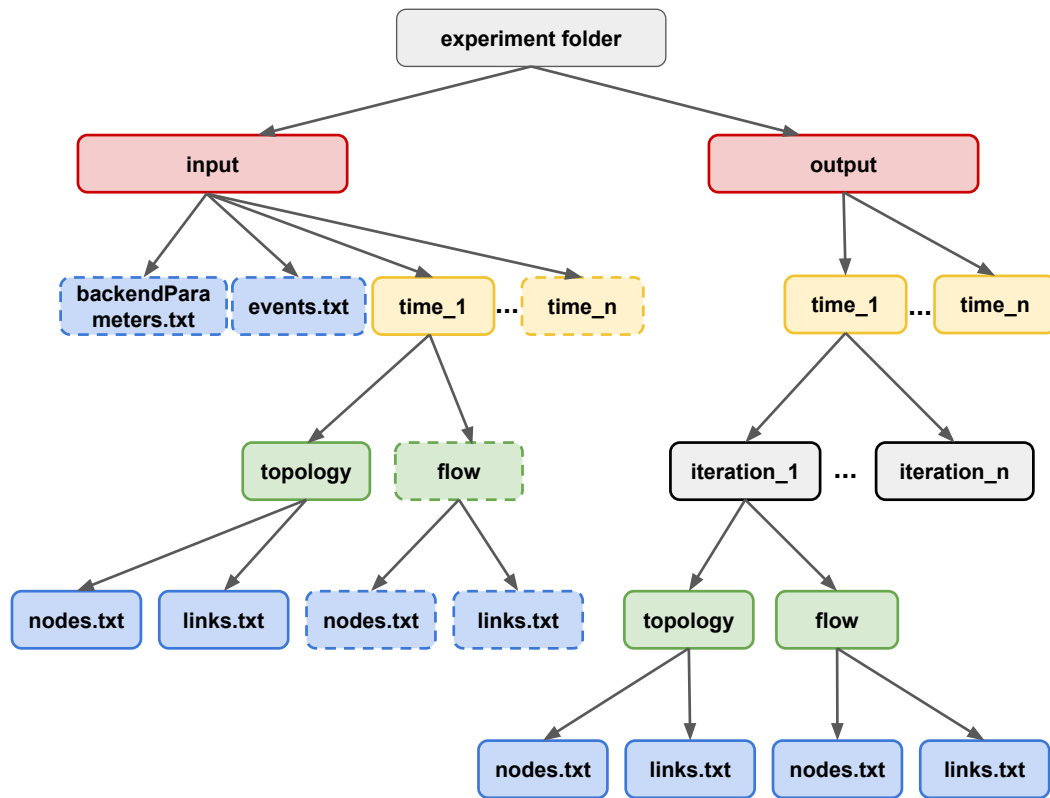 experiment folder
input
output
backendPara
meters.txt
events.txt
time_1
...
time_n
time_1
...
time_n
topology
flow
iteration_1
...
iteration_n
nodes.txt
links.txt
nodes.txt
links.txt
topology
flow
nodes.txt
links.txt
nodes.txt
links.txt